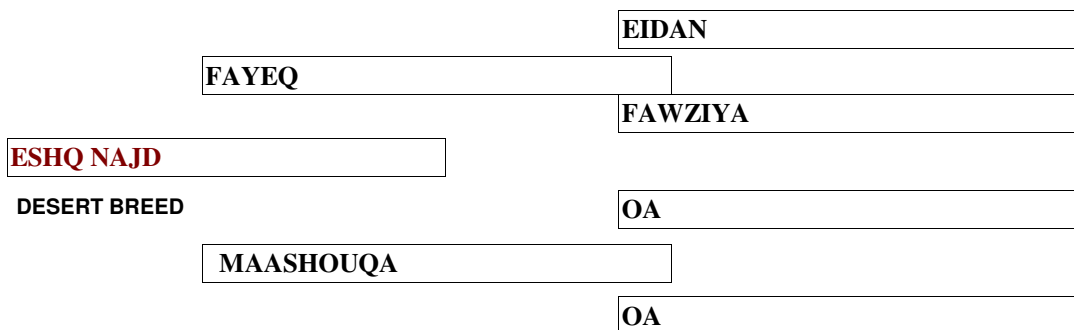 EIDAN
FAYEQ
FAWZIYA
ESHQ NAJD
DESERT BREED
OA
MAASHOUQA
OA